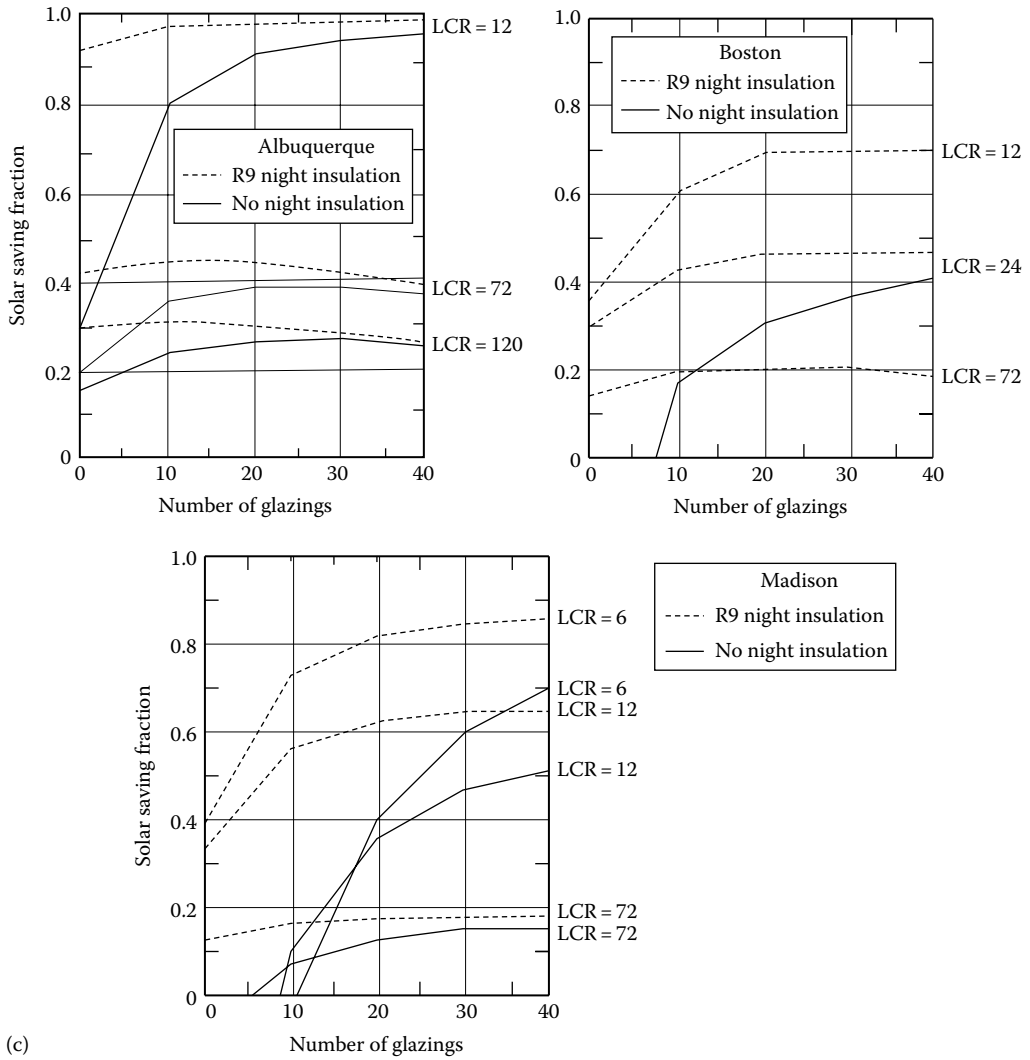 Solar saving fraction
1.0
0.8
0.6
0.4
0.2
0
0 10 20 30 40
Number of glazings
Albuquerque
R9 night insulation
No night insulation
LCR = 12
LCR = 72
LCR = 120
1.0
0.8
0.6
0.4
0.2
0
0 10 20 30 40
Number of glazings
Boston
R9 night insulation
No night insulation
LCR = 12
LCR = 24
LCR = 72
Solar saving fraction
1.0
0.8
0.6
0.4
0.2
0
0 10 20 30 40
Number of glazings
LCR = 6
LCR = 6
LCR = 12
LCR = 12
LCR = 72
LCR = 72
Madison
R9 night insulation
No night insulation
(c)